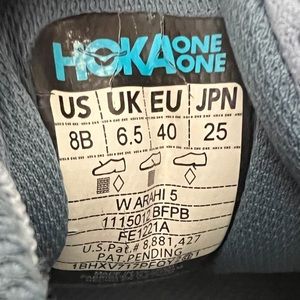 HOKA ONE ONE
US UK EU JPN
8B 6.5 40 25
W ARAHI 5
1115012 BFPB
FE1221A
U.S.Pat.# 8,881,427
PAT PENDING